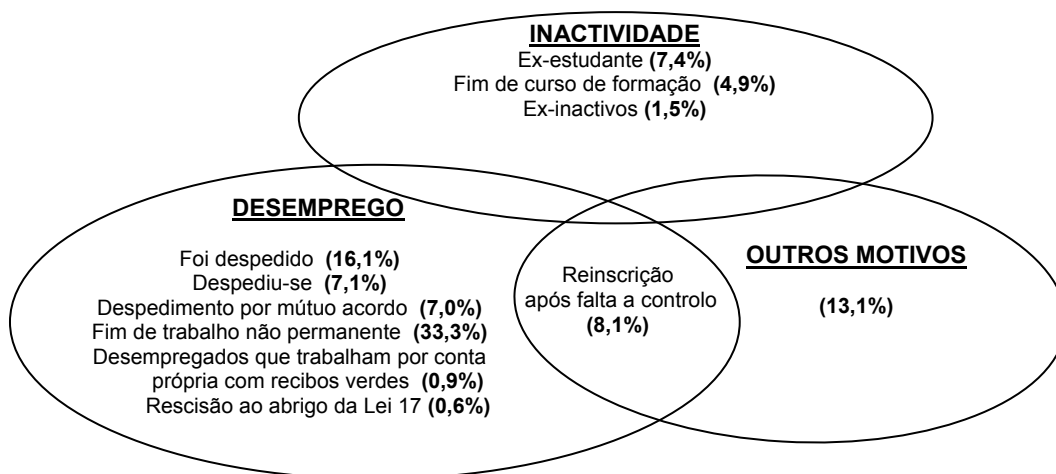 INACTIVIDADE
Ex-estudante (7,4%)
Fim de curso de formação (4,9%)
Ex-inactivos (1,5%)
DESEMPREGO
Foi despedido (16,1%)
Despediu-se (7,1%)
Despedimento por mútuo acordo (7,0%)
Fim de trabalho não permanente (33,3%)
Desempregados que trabalham por conta
própria com recibos verdes (0,9%)
Rescisão ao abrigo da Lei 17 (0,6%)
Reinscrição
após falta a controlo
(8,1%)
OUTROS MOTIVOS
(13,1%)